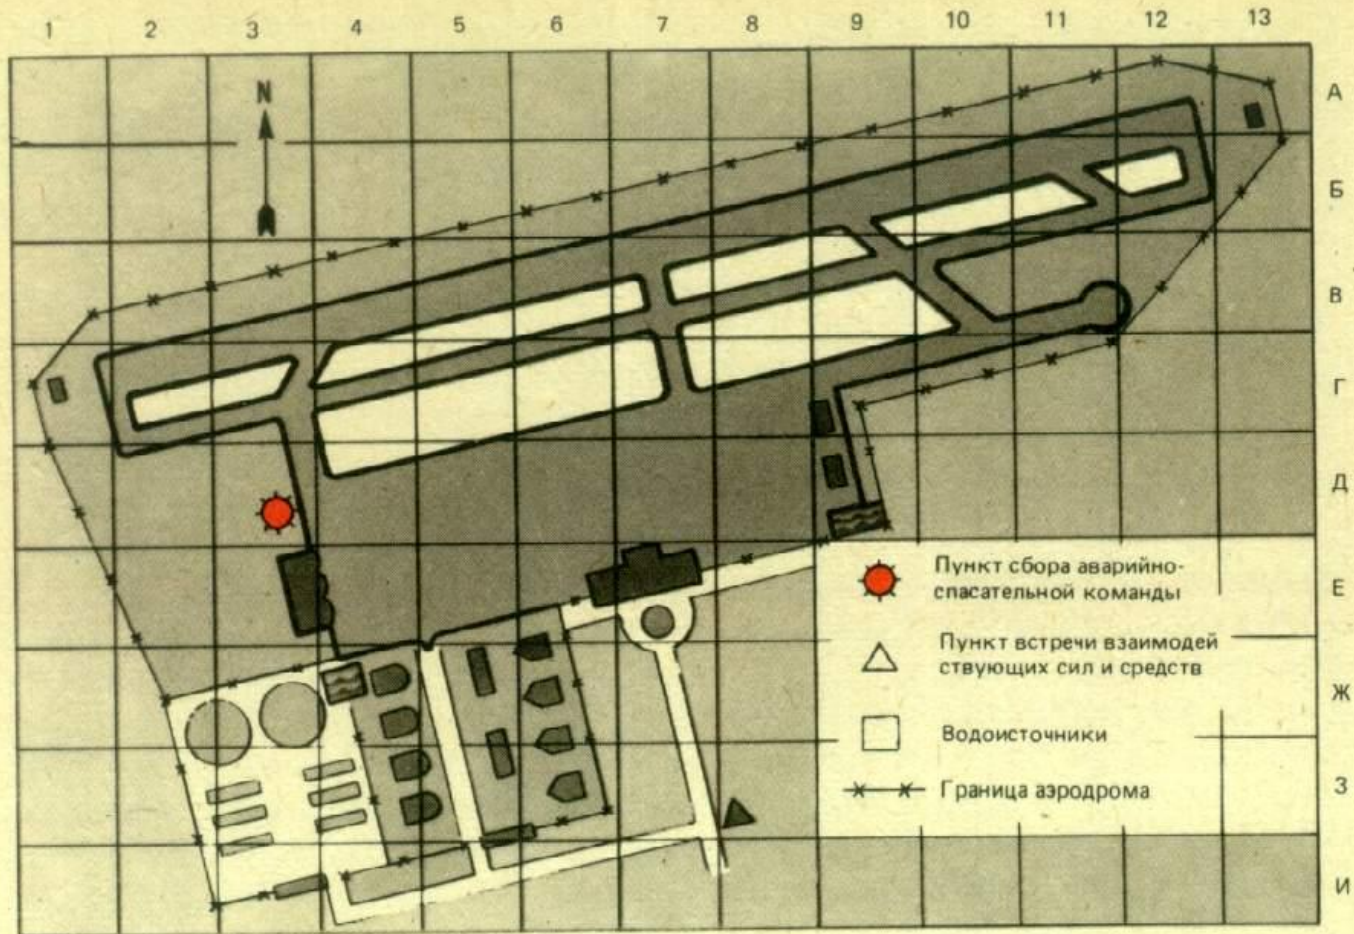 1 2 3 4 5 6 7 8 9 10 11 12 13
N
А
Б
В
Г
Д
Е
Ж
З
И
Пункт сбора аварийно-
спасательной команды
Пункт встречи взаимодей
ствующих сил и средств
Водоисточники
Граница аэродрома